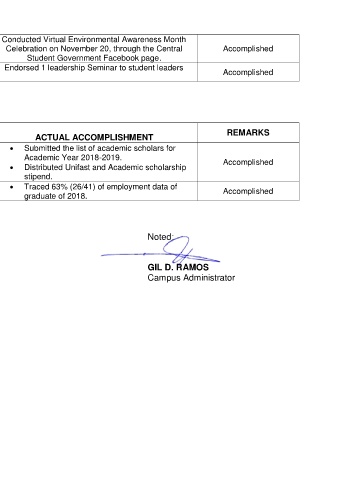 Conducted Virtual Environmental Awareness Month
Celebration on November 20, through the Central
Student Government Facebook page.
Accomplished
Endorsed 1 leadership Seminar to student leaders
Accomplished
ACTUAL ACCOMPLISHMENT
REMARKS
• Submitted the list of academic scholars for
Academic Year 2018-2019.
• Distributed Unifast and Academic scholarship
stipend.
Accomplished
• Traced 63% (26/41) of employment data of
graduate of 2018.
Accomplished
Noted:
GIL D. RAMOS
Campus Administrator